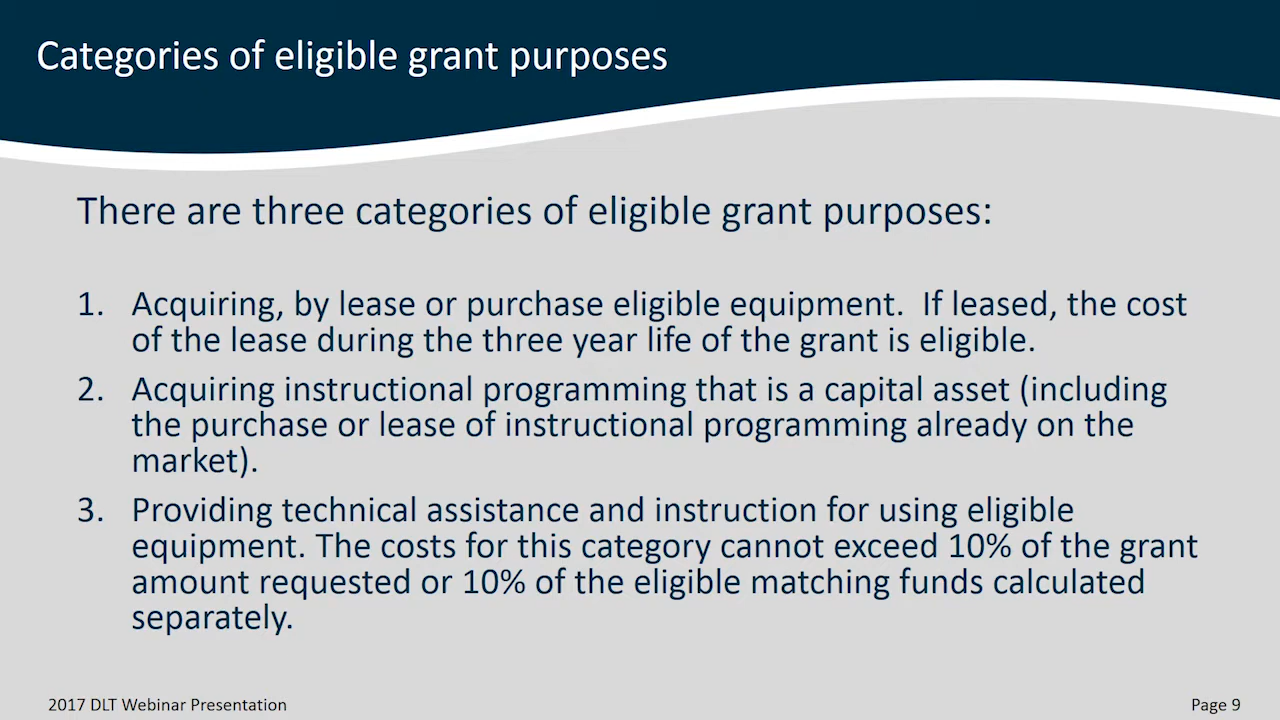 Categories of eligible grant purposes
There are three categories of eligible grant purposes:
1. Acquiring, by lease or purchase eligible equipment.  If leased, the cost
of the lease during the three year life of the grant is eligible.
2. Acquiring instructional programming that is a capital asset (including
the purchase or lease of instructional programming already on the
market).
3. Providing technical assistance and instruction for using eligible
equipment. The costs for this category cannot exceed 10% of the grant
amount requested or 10% of the eligible matching funds calculated
separately.
2017 DLT Webinar Presentation
Page 9